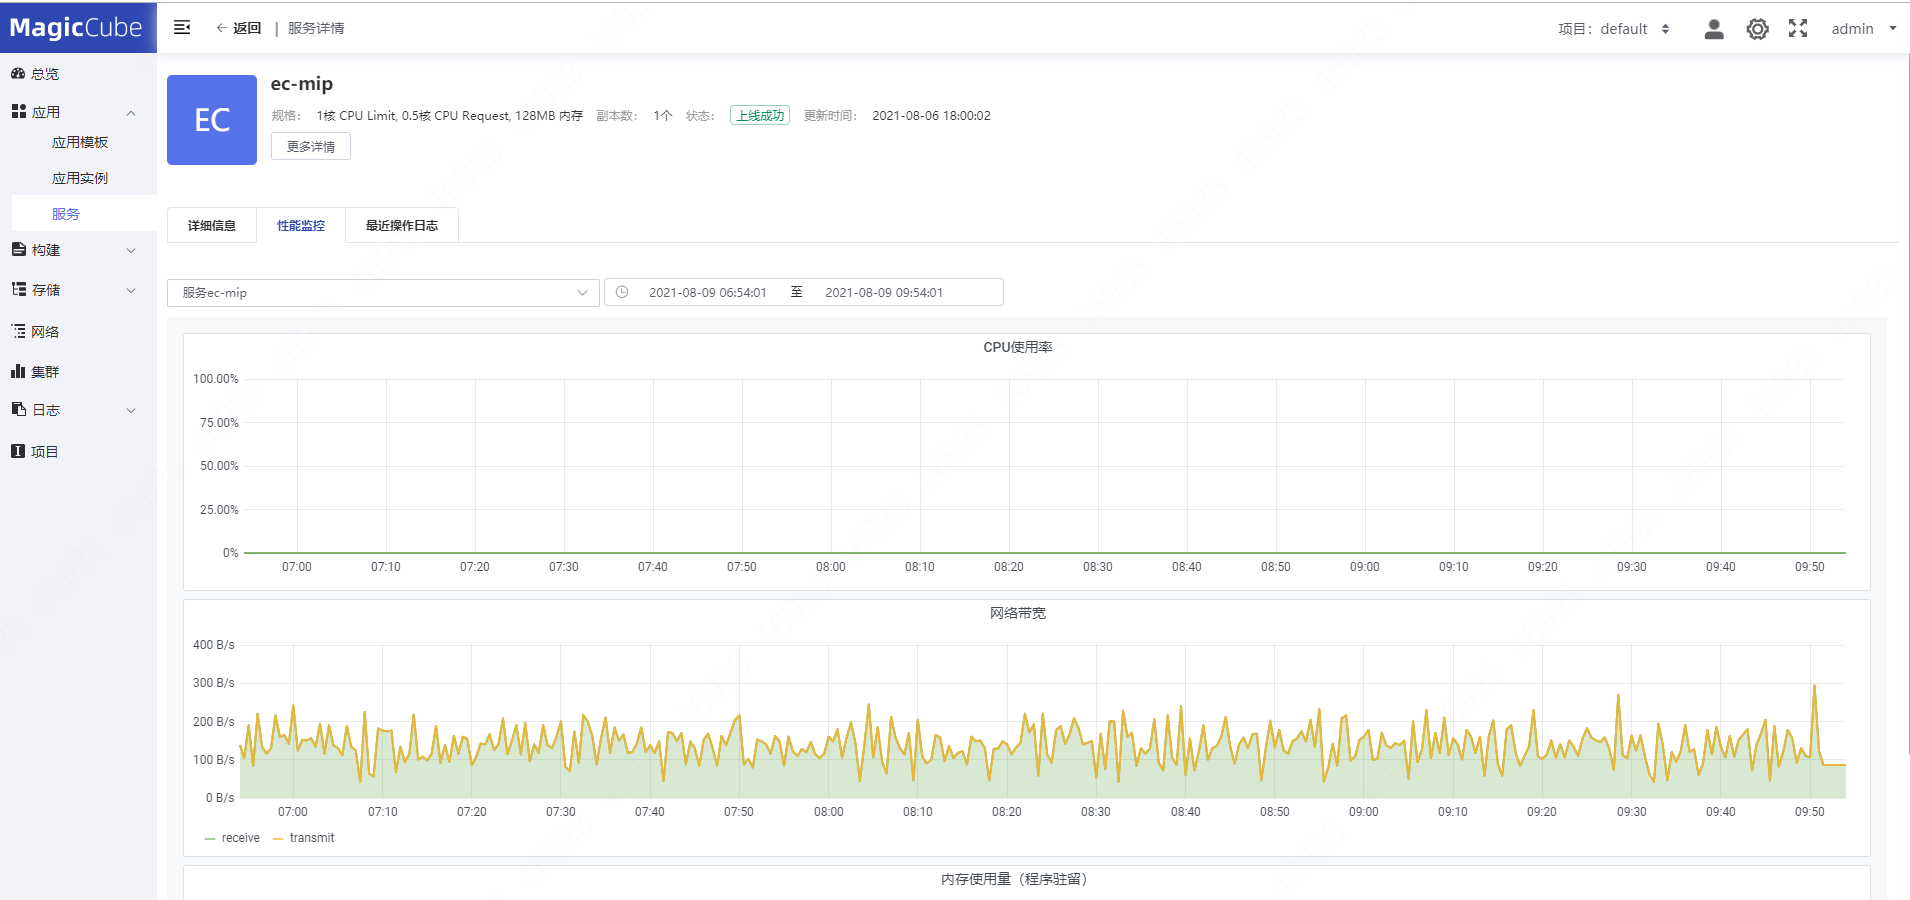 MagicCube
返回 | 服务详情
项目: default
admin
总览
应用
应用模板
应用实例
服务
构建
存储
网络
集群
日志
项目
EC
ec-mip
规格: 1核 CPU Limit, 0.5核 CPU Request, 128MB 内存 副本数: 1个 状态: 上线成功 更新时间: 2021-08-06 18:00:02
更多详情
详细信息 性能监控 最近操作日志
服务ec-mip
2021-08-09 06:54:01 至 2021-08-09 09:54:01
CPU使用率
100.00%
75.00%
50.00%
25.00%
0%
07:00 07:10 07:20 07:30 07:40 07:50 08:00 08:10 08:20 08:30 08:40 08:50 09:00 09:10 09:20 09:30 09:40 09:50
网络带宽
400 B/s
300 B/s
200 B/s
100 B/s
0 B/s
07:00 07:10 07:20 07:30 07:40 07:50 08:00 08:10 08:20 08:30 08:40 08:50 09:00 09:10 09:20 09:30 09:40 09:50
receive transmit
内存使用量（程序驻留）